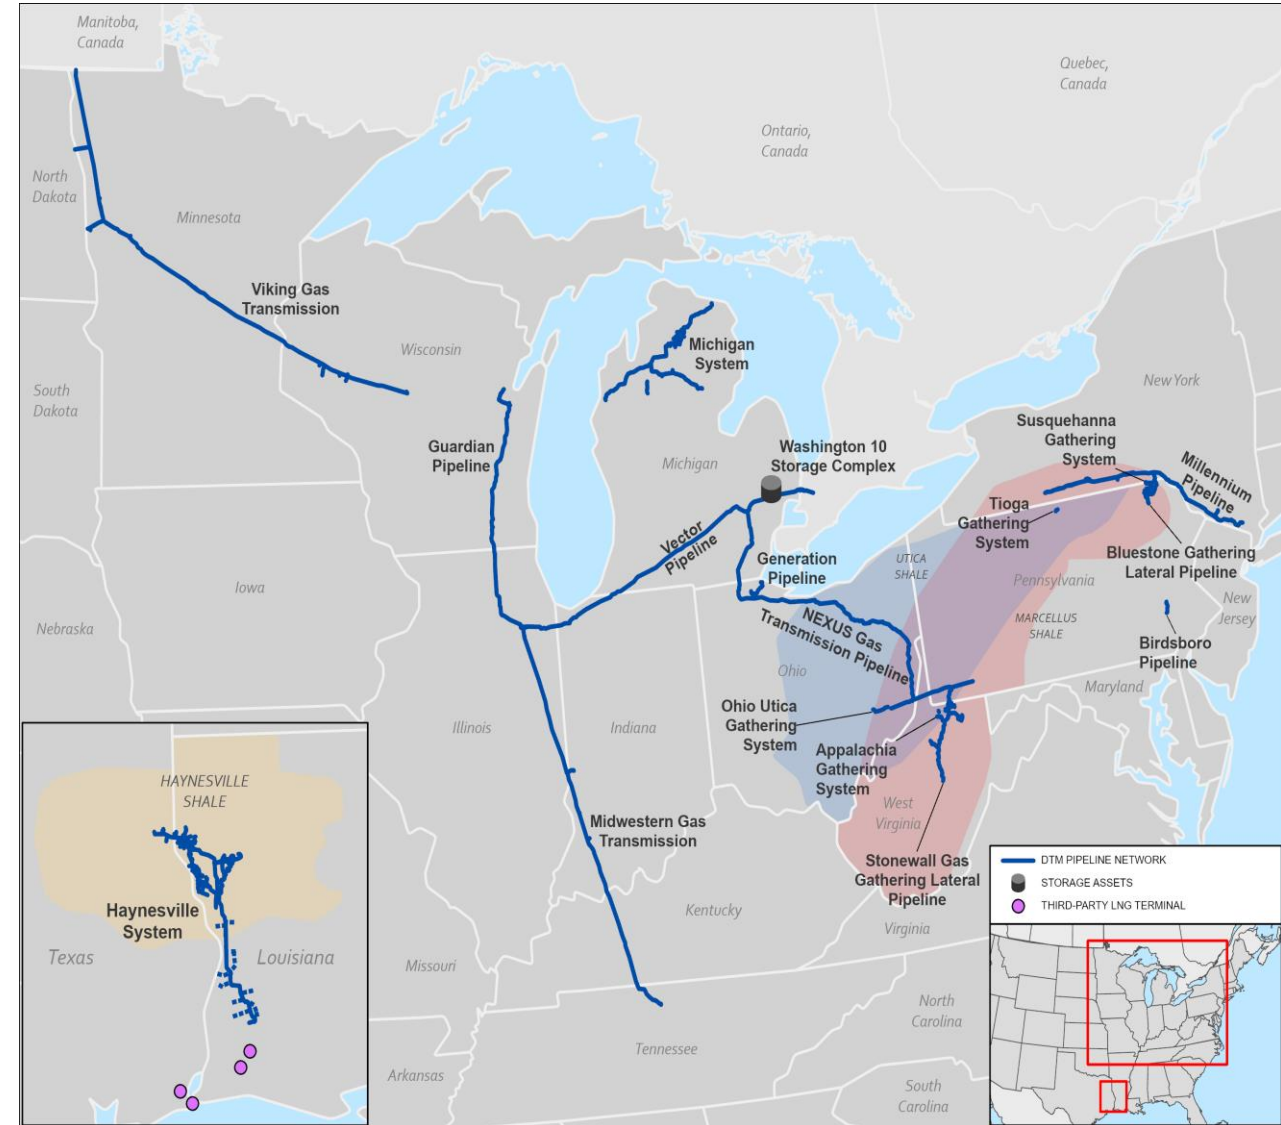 Manitoba,
Canada
Quebec,
Canada
Ontario,
Canada
North
Dakota
Minnesota
Viking Gas
Transmission
Wisconsin
Michigan
System
South
Dakota
New York
Susquehanna
Gathering
System
Guardian
Pipeline
Washington 10
Storage Complex
Michigan
Millennium
Pipeline
Tioga
Gathering
System
Vector
Pipeline
Generation
Pipeline
UTICA
SHALE
Bluestone Gathering
Lateral Pipeline
Pennsylvania
Iowa
New
Jersey
NEXUS Gas
Transmission Pipeline
MARCELLUS
SHALE
Nebraska
Birdsboro
Pipeline
Ohio
Maryland
Ohio Utica
Gathering
System
Illinois
Indiana
Appalachia
Gathering
System
West
Virginia
Midwestern Gas
Transmission
Stonewall Gas
Gathering Lateral
Pipeline
Kentucky
Virginia
Missouri
North
Carolina
Tennessee
Arkansas
South
Carolina
HAYNESVILLE
SHALE
Haynesville
System
Texas
Louisiana
DTM PIPELINE NETWORK
STORAGE ASSETS
THIRD-PARTY LNG TERMINAL